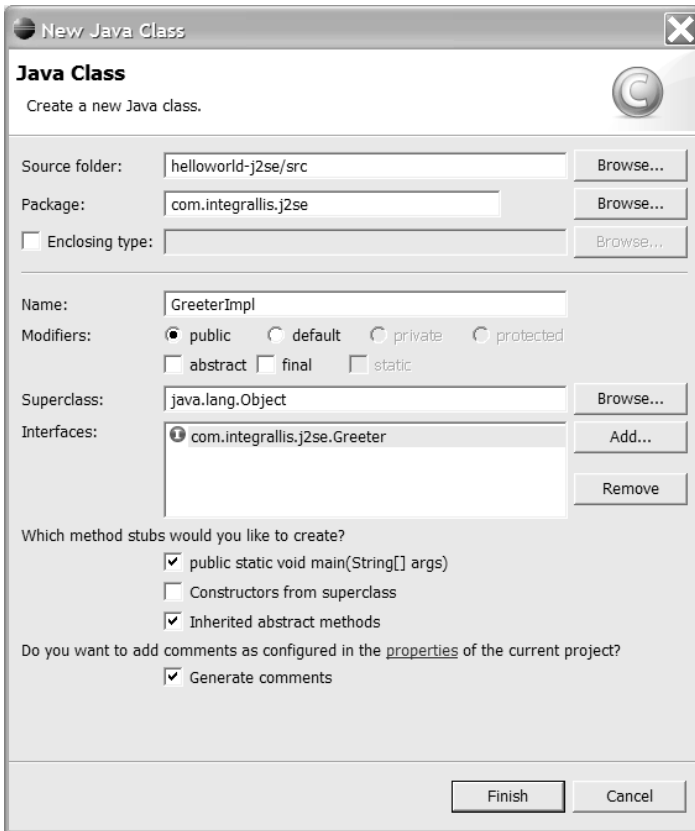 New Java Class
Java Class
Create a new Java class.
C
Source folder: helloworld-j2se/src Browse...
Package: com.integrallis.j2se Browse...
Enclosing type: Browse...
Name: GreeterImpl
Modifiers: public default private protected
abstract final static
Superclass: java.lang.Object Browse...
Interfaces: I com.integrallis.j2se.Greeter Add...
Remove
Which method stubs would you like to create?
public static void main(String[] args)
Constructors from superclass
Inherited abstract methods
Do you want to add comments as configured in the properties of the current project?
Generate comments
Finish Cancel